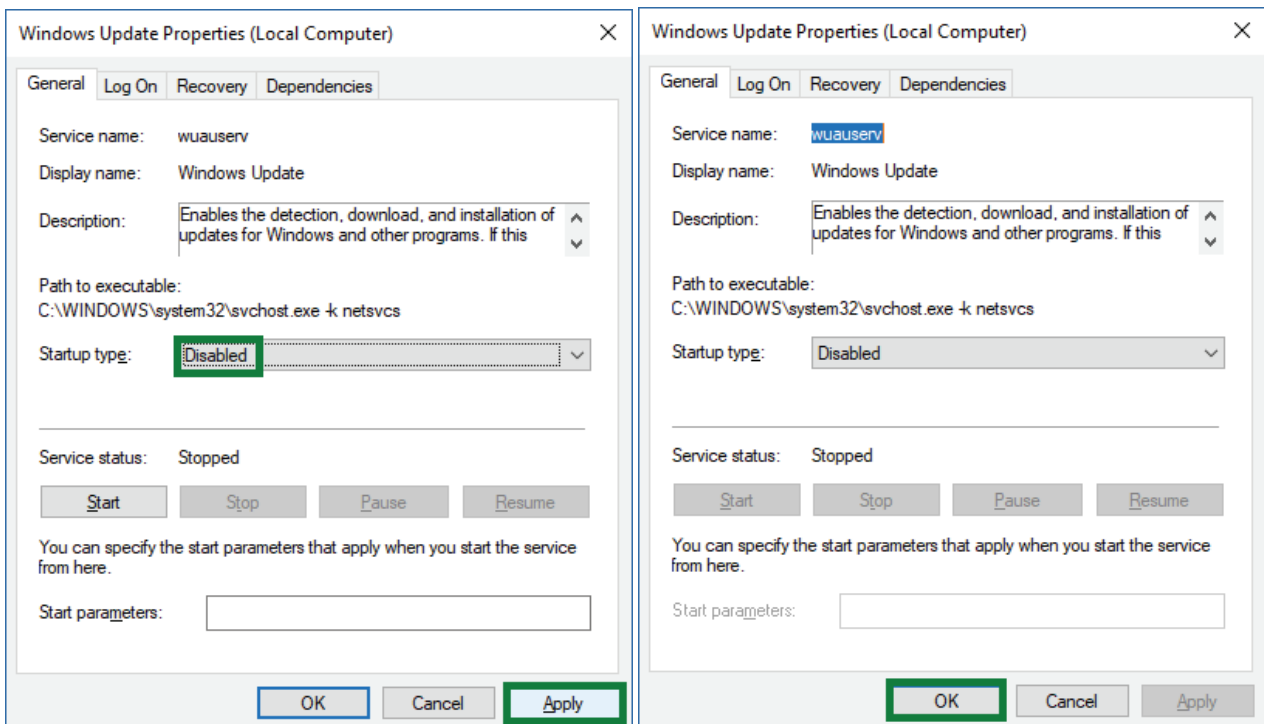 Windows Update Properties (Local Computer)
General Log On Recovery Dependencies
Service name: wuauserv
Display name: Windows Update
Description: Enables the detection, download, and installation of
updates for Windows and other programs. If this
Path to executable:
C:\WINDOWS\system32\svchost.exe -k netsvcs
Startup type: Disabled
Service status: Stopped
Start Stop Pause Resume
You can specify the start parameters that apply when you start the service
from here.
Start parameters:
OK Cancel Apply
Windows Update Properties (Local Computer)
General Log On Recovery Dependencies
Service name: wuauserv
Display name: Windows Update
Description: Enables the detection, download, and installation of
updates for Windows and other programs. If this
Path to executable:
C:\WINDOWS\system32\svchost.exe -k netsvcs
Startup type: Disabled
Service status: Stopped
Start Stop Pause Resume
You can specify the start parameters that apply when you start the service
from here.
Start parameters:
OK Cancel Apply